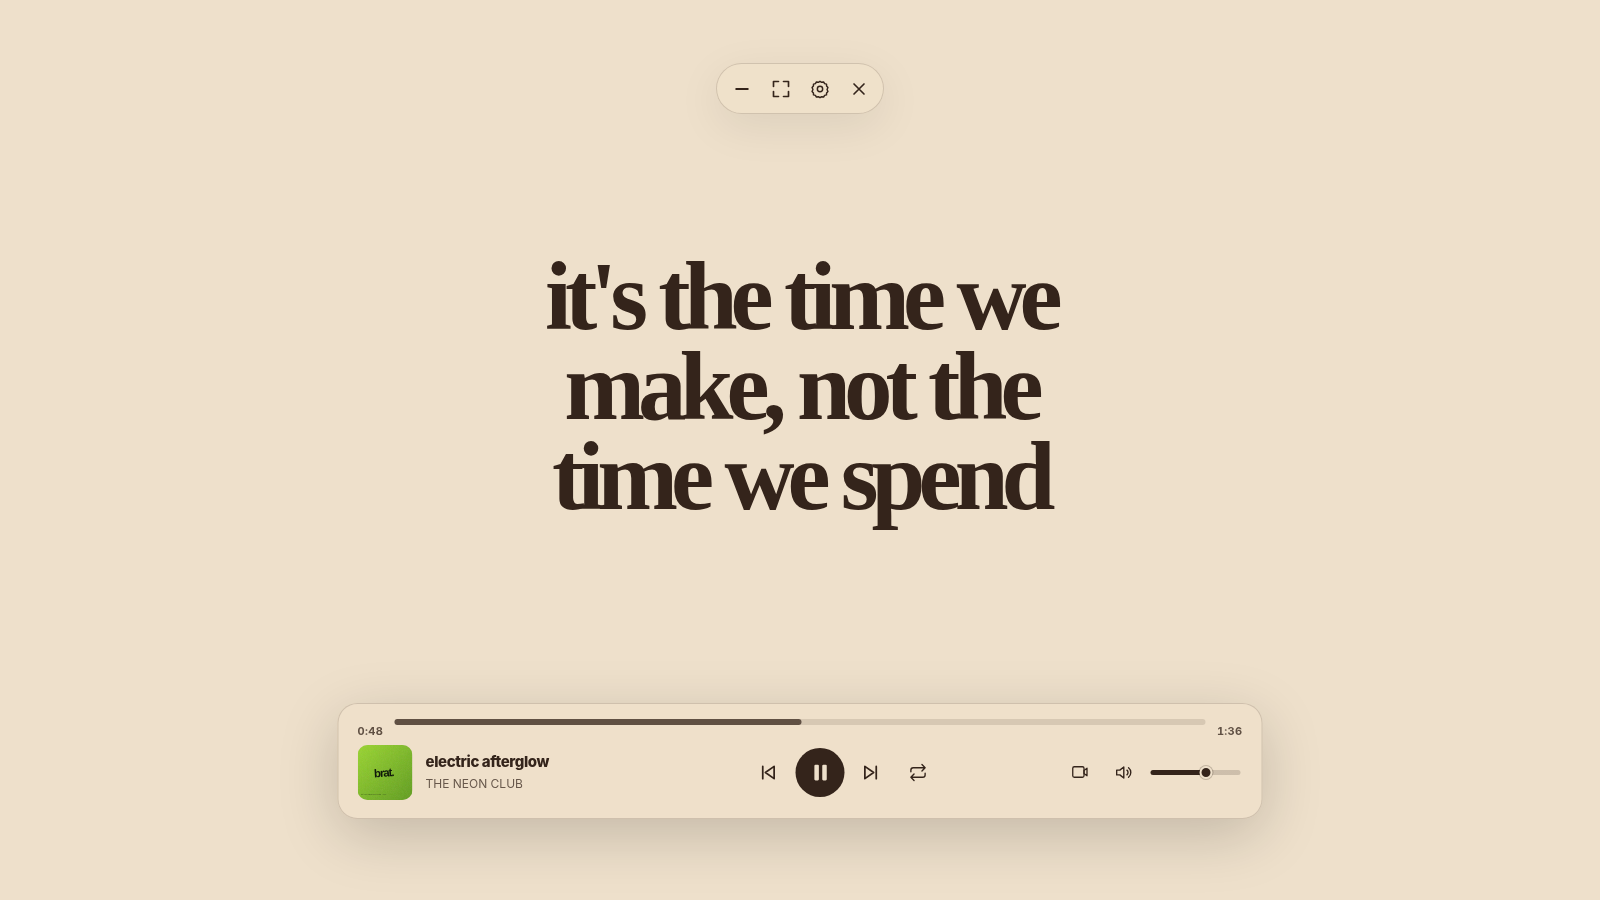 it's the time we
make, not the
time we spend
0:48
1:36
brat.
electric afterglow
THE NEON CLUB